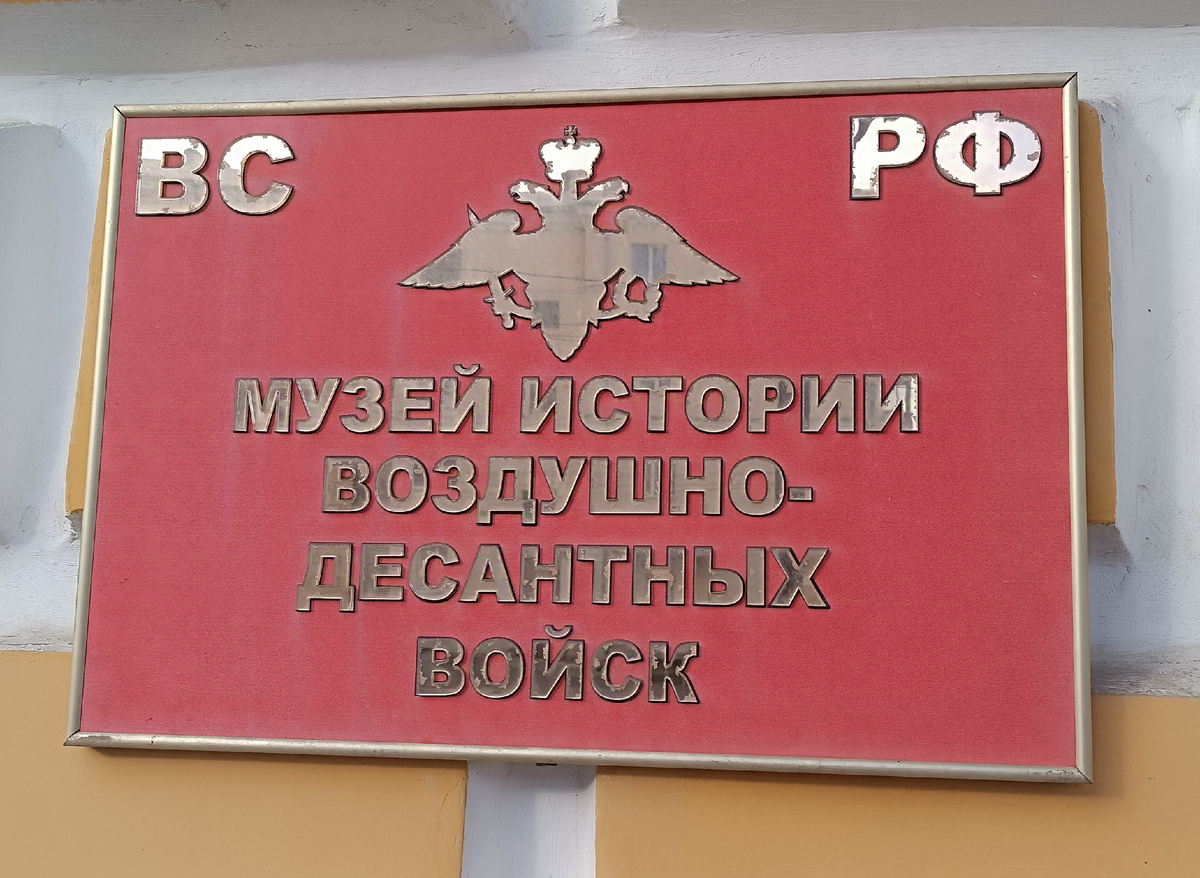 ВС РФ
МУЗЕЙ ИСТОРИИ
ВОЗДУШНО-
ДЕСАНТНЫХ
ВОЙСК